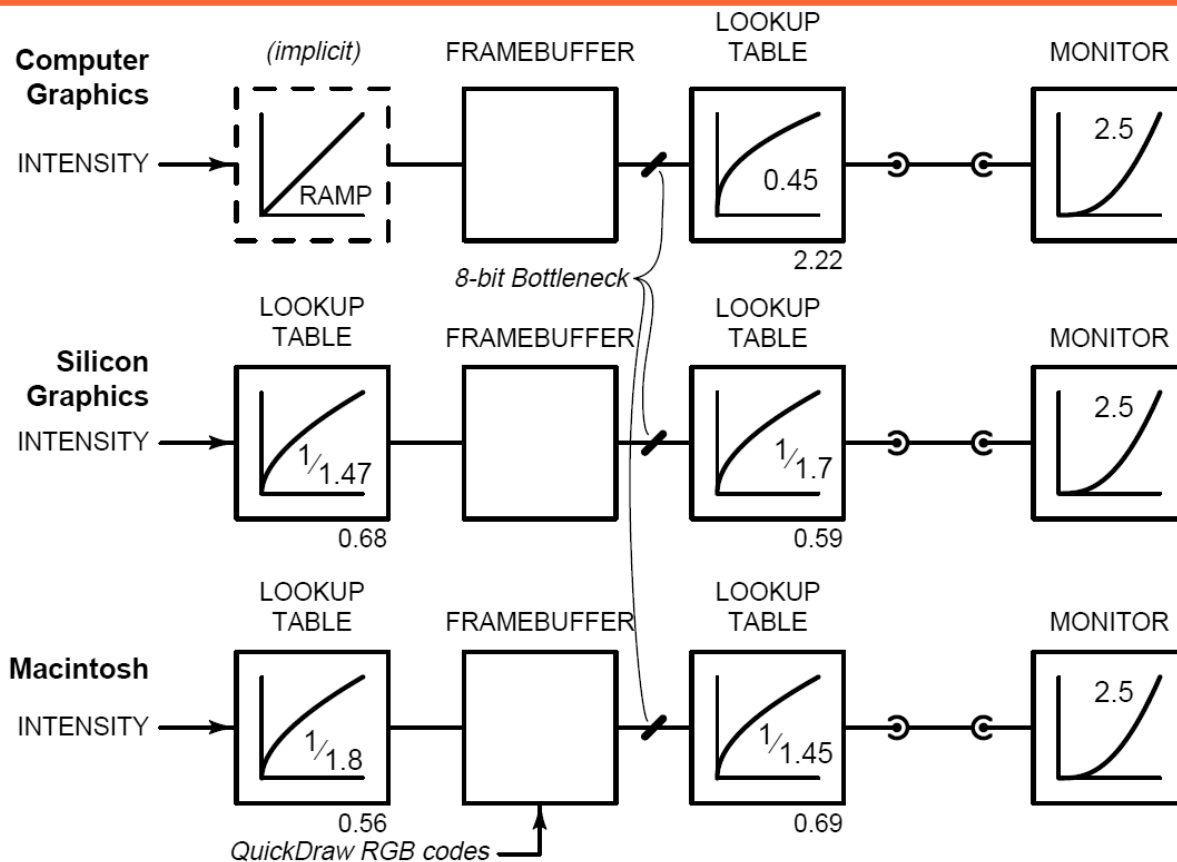 Computer
Graphics
INTENSITY
(implicit)
RAMP
FRAMEBUFFER
LOOKUP
TABLE
0.45
2.22
MONITOR
2.5
8-bit Bottleneck
Silicon
Graphics
INTENSITY
LOOKUP
TABLE
1/1.47
0.68
FRAMEBUFFER
LOOKUP
TABLE
1/1.7
0.59
MONITOR
2.5
Macintosh
INTENSITY
LOOKUP
TABLE
1/1.8
0.56
FRAMEBUFFER
QuickDraw RGB codes
LOOKUP
TABLE
1/1.45
0.69
MONITOR
2.5